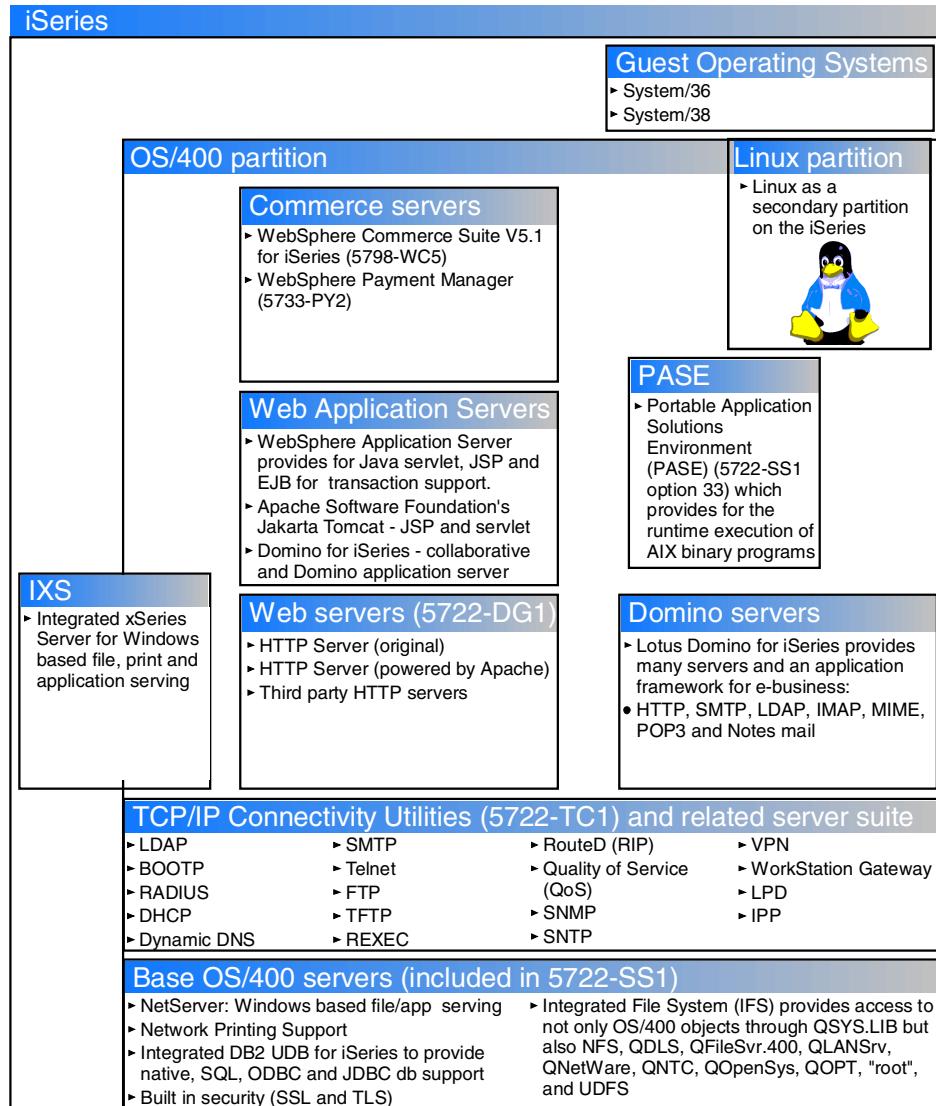 iSeries
Guest Operating Systems
► System/36
► System/38
OS/400 partition
Linux partition
► Linux as a
secondary partition
on the iSeries
Commerce servers
► WebSphere Commerce Suite V5.1
for iSeries (5798-WC5)
► WebSphere Payment Manager
(5733-PY2)
PASE
► Portable Application
Solutions
Environment
(PASE) (5722-SS1
option 33) which
provides for the
runtime execution of
AIX binary programs
Web Application Servers
► WebSphere Application Server
provides for Java servlet, JSP and
EJB for transaction support.
► Apache Software Foundation's
Jakarta Tomcat - JSP and servlet
► Domino for iSeries - collaborative
and Domino application server
IXS
► Integrated xSeries
Server for Windows
based file, print and
application serving
Web servers (5722-DG1)
► HTTP Server (original)
► HTTP Server (powered by Apache)
► Third party HTTP servers
Domino servers
► Lotus Domino for iSeries provides
many servers and an application
framework for e-business:
● HTTP, SMTP, LDAP, IMAP, MIME,
POP3 and Notes mail
TCP/IP Connectivity Utilities (5722-TC1) and related server suite
► LDAP
► BOOTP
► RADIUS
► DHCP
► Dynamic DNS
► SMTP
► Telnet
► FTP
► TFTP
► REXEC
► RouteD (RIP)
► Quality of Service
(QoS)
► SNMP
► SNTP
► VPN
► WorkStation Gateway
► LPD
► IPP
Base OS/400 servers (included in 5722-SS1)
► NetServer: Windows based file/app serving
► Network Printing Support
► Integrated DB2 UDB for iSeries to provide
native, SQL, ODBC and JDBC db support
► Built in security (SSL and TLS)
► Integrated File System (IFS) provides access to
not only OS/400 objects through QSYS.LIB but
also NFS, QDLS, QFileSvr.400, QLANSrv,
QNetWare, QNTC, QOpenSys, QOPT, "root",
and UDFS